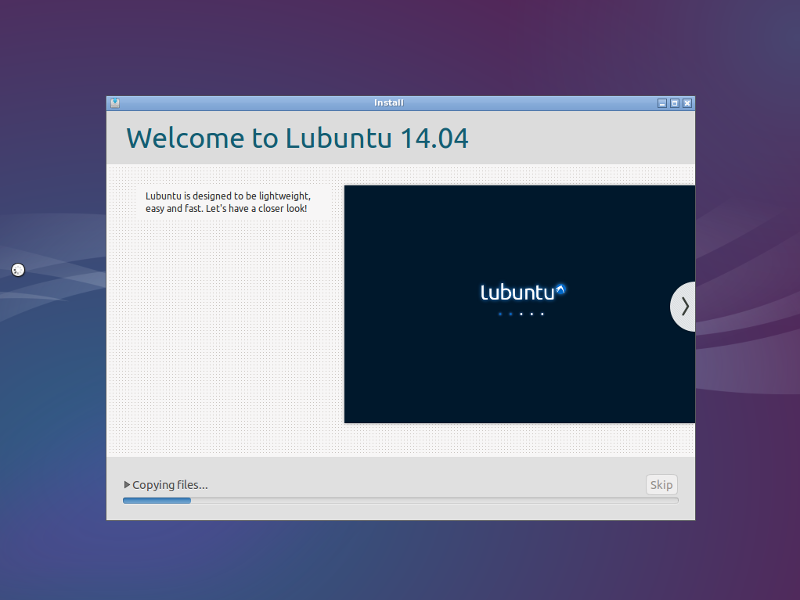 Install
Welcome to Lubuntu 14.04
Lubuntu is designed to be lightweight,
easy and fast. Let's have a closer look!
lubuntu
Copying files...
Skip